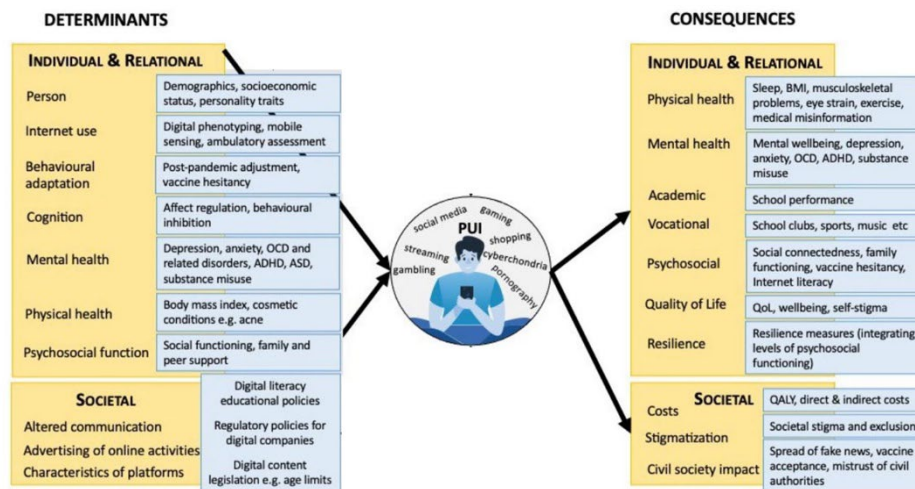 DETERMINANTS
INDIVIDUAL & RELATIONAL
Person
Demographics, socioeconomic
status, personality traits
Internet use
Digital phenotyping, mobile
sensing, ambulatory assessment
Behavioural
adaptation
Post-pandemic adjustment,
vaccine hesitancy
Cognition
Affect regulation, behavioural
inhibition
Mental health
Depression, anxiety, OCD and
related disorders, ADHD, ASD,
substance misuse
Physical health
Body mass index, cosmetic
conditions e.g. acne
Psychosocial function
Social functioning, family and
peer support
SOCIETAL
Altered communication
Advertising of online activities
Characteristics of platforms
Digital literacy
educational policies
Regulatory policies for
digital companies
Digital content
legislation e.g. age limits
social media
gaming
PUI
shopping
streaming
cyberchondria
gambling
pornography
CONSEQUENCES
INDIVIDUAL & RELATIONAL
Physical health
Sleep, BMI, musculoskeletal
problems, eye strain, exercise,
medical misinformation
Mental health
Mental wellbeing, depression,
anxiety, OCD, ADHD, substance
misuse
Academic
School performance
Vocational
School clubs, sports, music etc
Psychosocial
Social connectedness, family
functioning, vaccine hesitancy,
Internet literacy
Quality of Life
QoL, wellbeing, self-stigma
Resilience
Resilience measures (integrating
levels of psychosocial
functioning)
SOCIETAL
Costs
QALY, direct & indirect costs
Stigmatization
Societal stigma and exclusion
Civil society impact
Spread of fake news, vaccine
acceptance, mistrust of civil
authorities